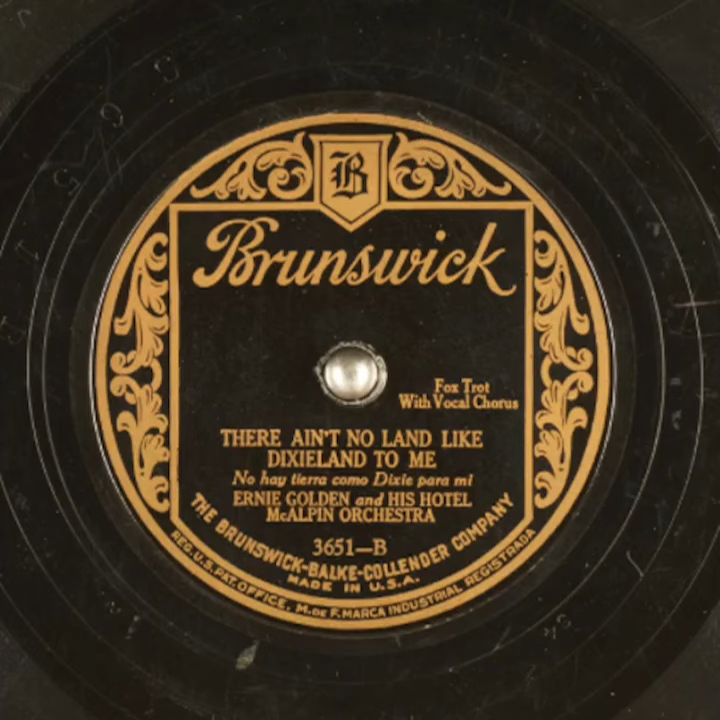 B
Brunswick
Fox Trot
With Vocal Chorus
THERE AIN'T NO LAND LIKE
DIXIELAND TO ME
No hay tierra como Dixie para mi
ERNIE GOLDEN and HIS HOTEL
McALPIN ORCHESTRA
3651—B
THE BRUNSWICK-BALKE-COLLENDER COMPANY
MADE IN U.S.A.
REG. U.S. PAT. OFFICE, M. DE F. MARCA INDUSTRIAL REGISTRADA